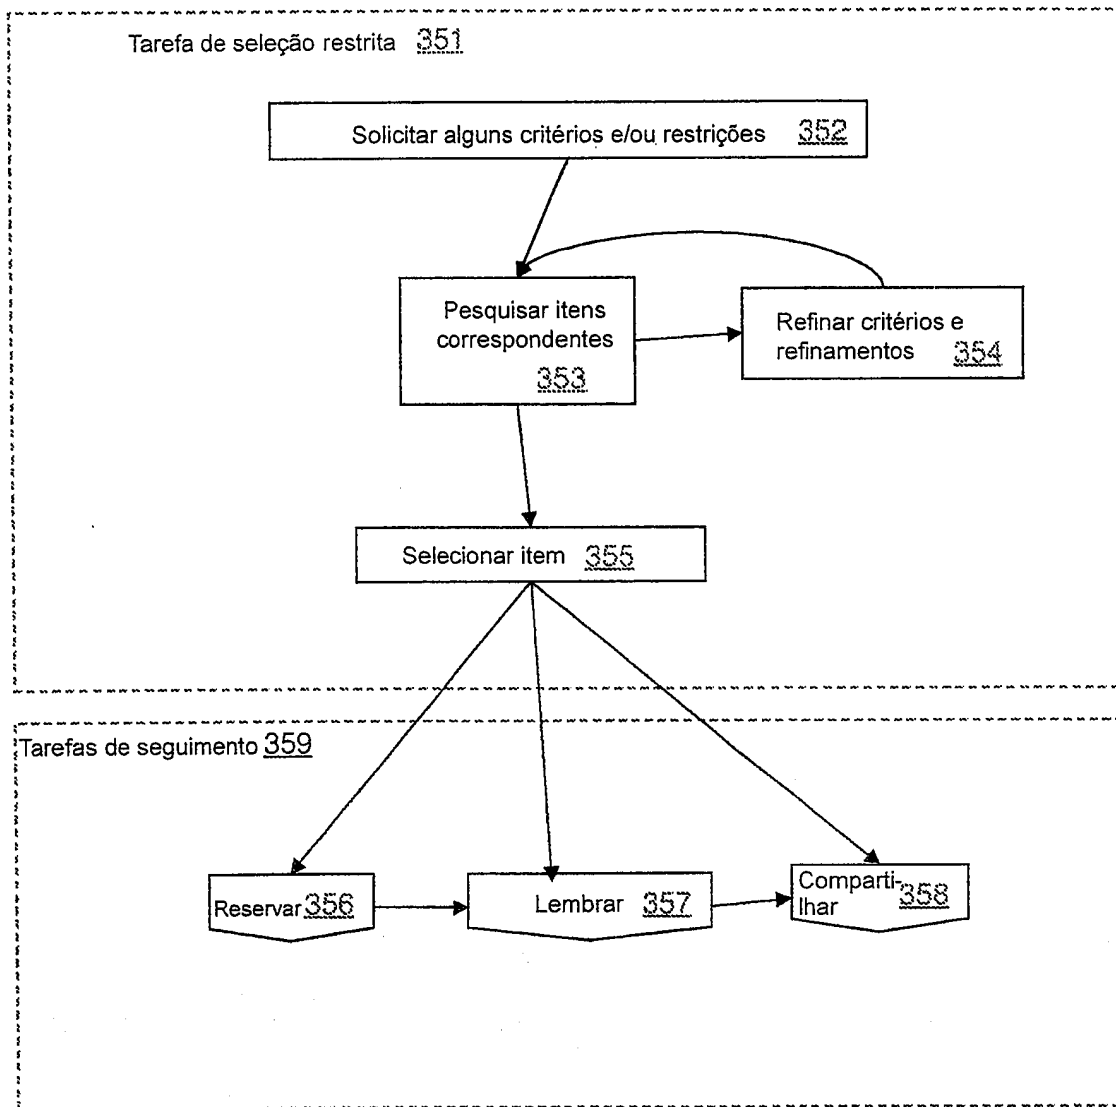 Tarefa de seleção restrita 351
Solicitar alguns critérios e/ou restrições 352
Pesquisar itens
correspondentes
353
Refinar critérios e
refinamentos 354
Selecionar item 355
Tarefas de seguimento 359
Reservar 356
Lembrar 357
Comparti-
lhar 358